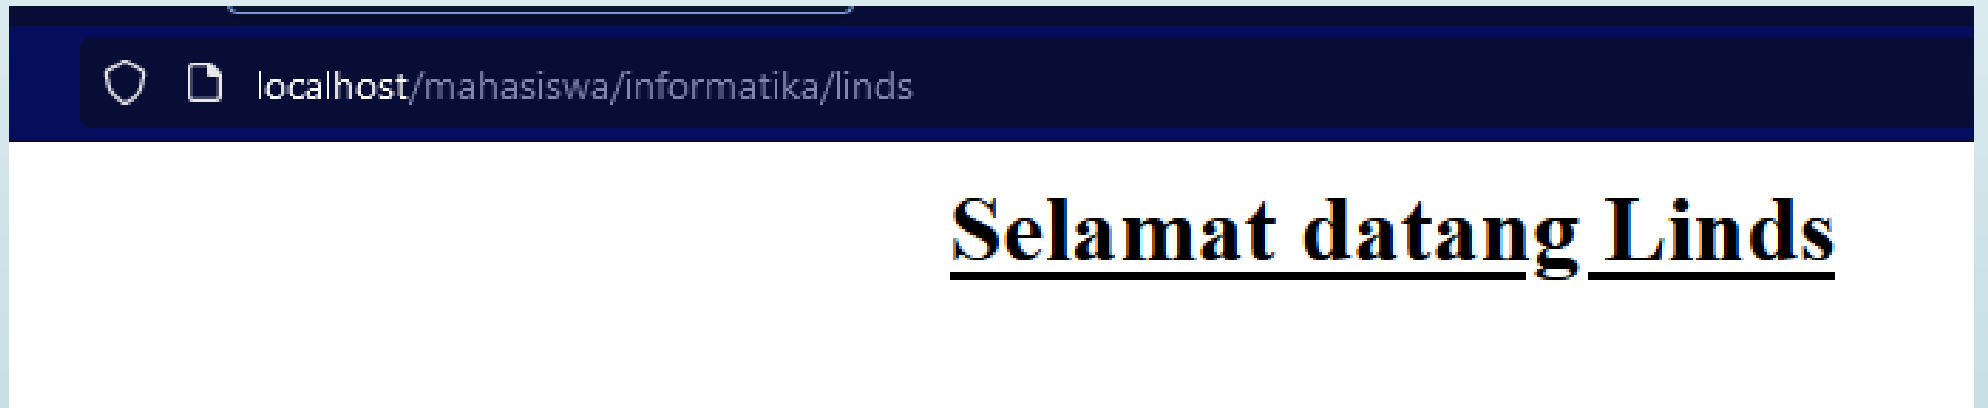 localhost/mahasiswa/informatika/linds
Selamat datang Linds